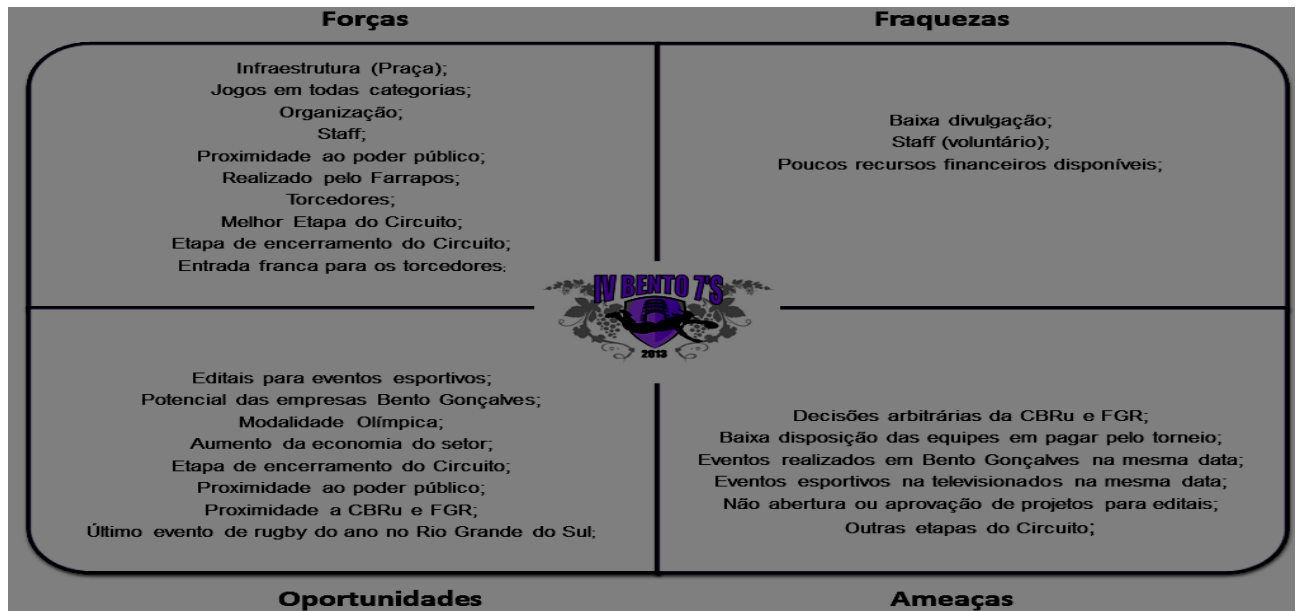 Forças
Infraestrutura (Praça);
Jogos em todas categorias;
Organização;
Staff;
Proximidade ao poder público;
Realizado pelo Farrapos;
Torcedores;
Melhor Etapa do Circuito;
Etapa de encerramento do Circuito;
Entrada franca para os torcedores;
Fraquezas
Baixa divulgação;
Staff (voluntário);
Poucos recursos financeiros disponíveis;
IV BENTO 7'S
2013
Editais para eventos esportivos;
Potencial das empresas Bento Gonçalves;
Modalidade Olímpica;
Aumento da economia do setor;
Etapa de encerramento do Circuito;
Proximidade ao poder público;
Proximidade a CBRu e FGR;
Último evento de rugby do ano no Rio Grande do Sul;
Oportunidades
Decisões arbitrárias da CBRu e FGR;
Baixa disposição das equipes em pagar pelo torneio;
Eventos realizados em Bento Gonçalves na mesma data;
Eventos esportivos na televisionados na mesma data;
Não abertura ou aprovação de projetos para editais;
Outras etapas do Circuito;
Ameaças